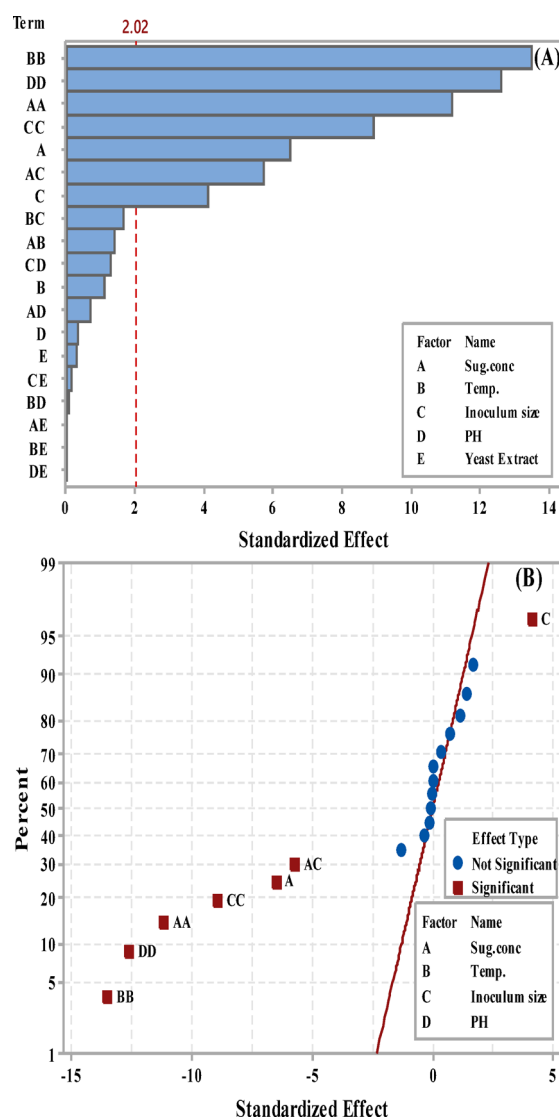 Term
2.02
(A)
BB
DD
AA
CC
A
AC
C
BC
AB
CD
B
AD
D
E
CE
BD
AE
BE
DE
Factor Name
A Sug.conc
B Temp.
C Inoculum size
D PH
E Yeast Extract
0 2 4 6 8 10 12 14
Standardized Effect
(B)
99
95
90
80
70
60
50
40
30
20
10
5
1
Percent
C
AC
A
CC
AA
DD
BB
Effect Type
Not Significant
Significant
Factor Name
A Sug.conc
B Temp.
C Inoculum size
D PH
-15 -10 -5 0 5
Standardized Effect